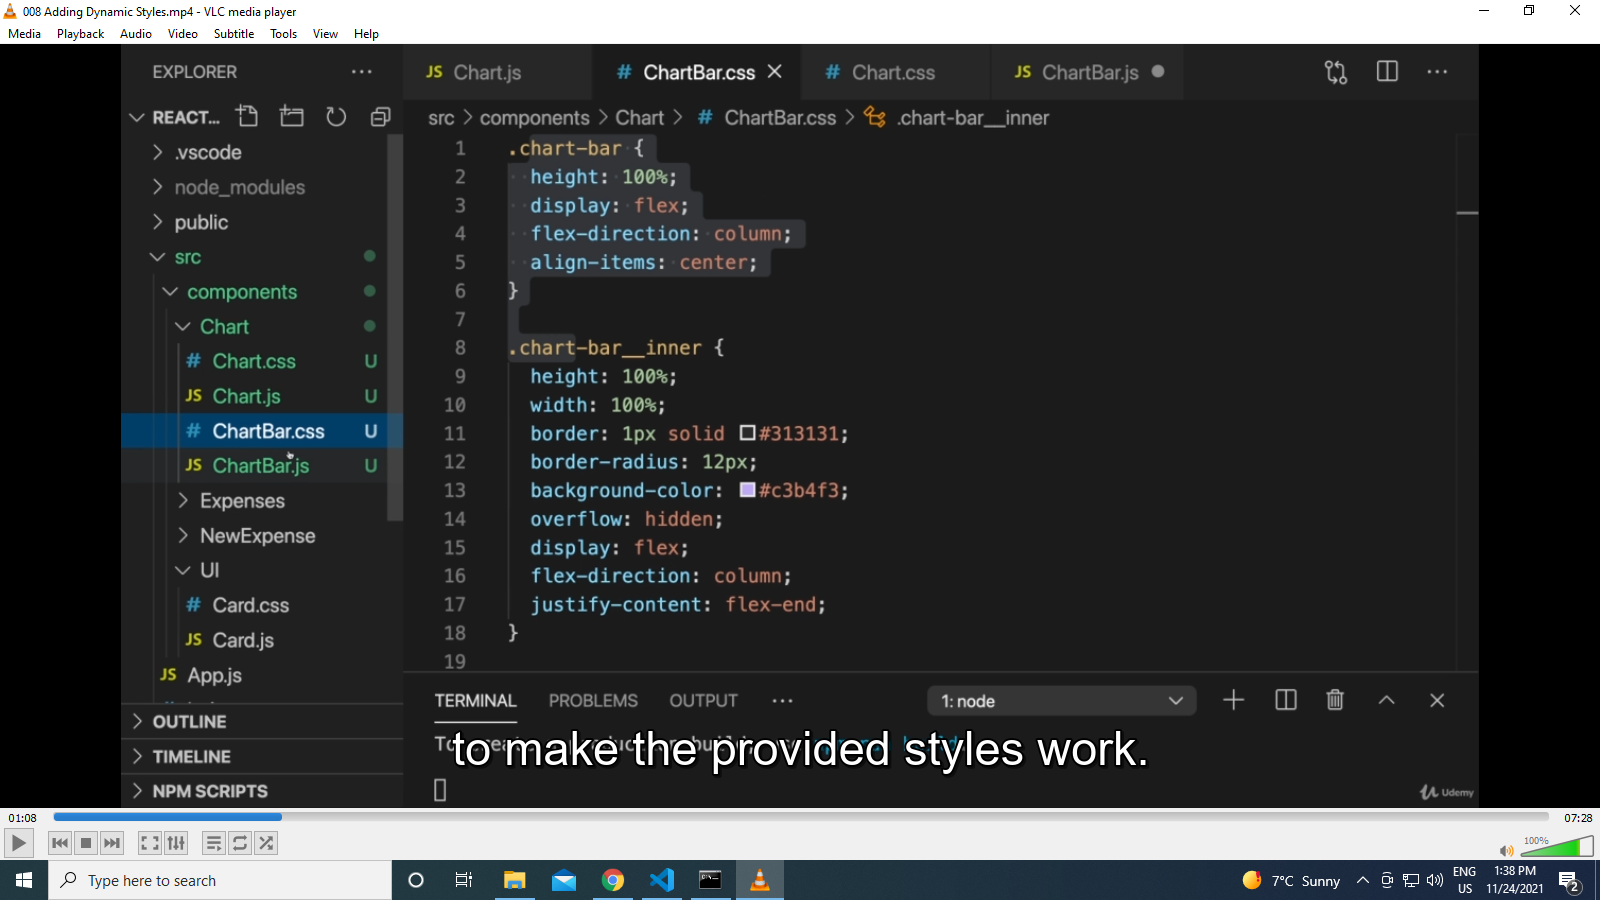 008 Adding Dynamic Styles.mp4 - VLC media player
Media Playback Audio Video Subtitle Tools View Help
EXPLORER
JS Chart.js # ChartBar.css # Chart.css JS ChartBar.js
REACT...
src > components > Chart > # ChartBar.css > .chart-bar__inner
.vscode
node_modules
public
src
components
Chart
# Chart.css U
JS Chart.js U
# ChartBar.css U
JS ChartBar.js U
Expenses
NewExpense
UI
# Card.css
JS Card.js
JS App.js
OUTLINE
TIMELINE
NPM SCRIPTS
1 .chart-bar {
2 height: 100%;
3 display: flex;
4 flex-direction: column;
5 align-items: center;
6 }
7
8 .chart-bar__inner {
9 height: 100%;
10 width: 100%;
11 border: 1px solid #313131;
12 border-radius: 12px;
13 background-color: #c3b4f3;
14 overflow: hidden;
15 display: flex;
16 flex-direction: column;
17 justify-content: flex-end;
18 }
19
TERMINAL PROBLEMS OUTPUT ... 1: node
to make the provided styles work.
Udemy
01:08 07:28
100%
Type here to search
7°C Sunny ENG US 1:38 PM 11/24/2021 2